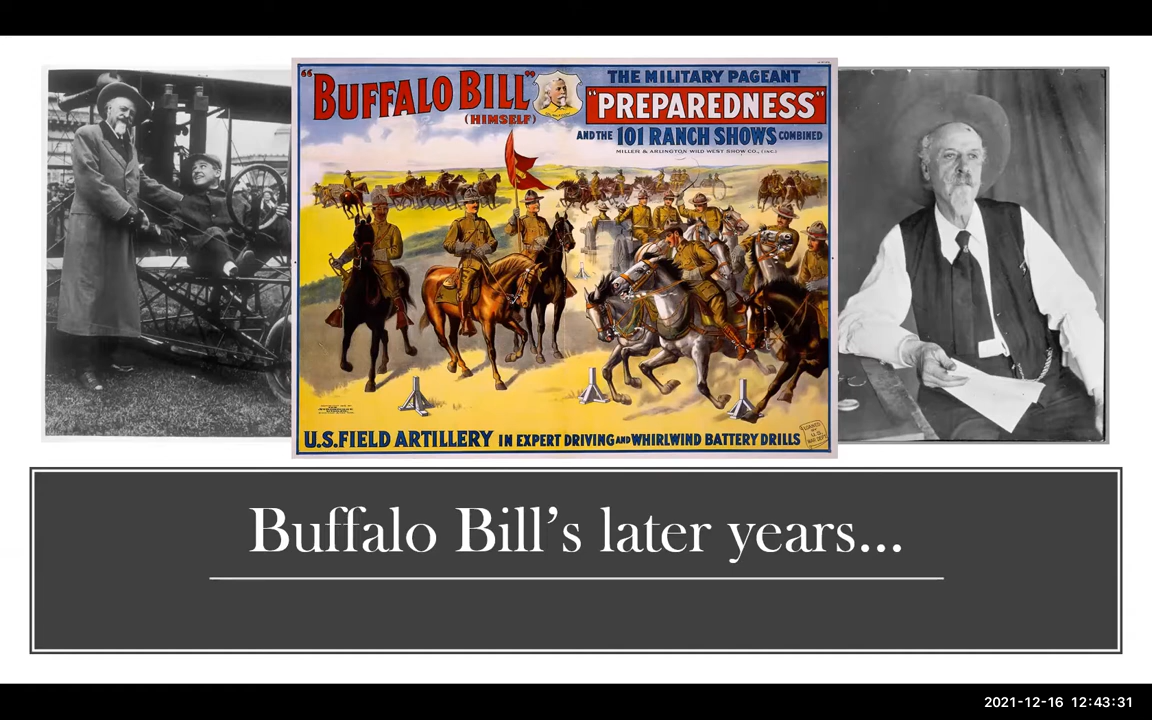 "BUFFALO BILL"
(HIMSELF)
THE MILITARY PAGEANT
"PREPAREDNESS"
AND THE 101 RANCH SHOWS COMBINED
MILLER & ARLINGTON WILD WEST SHOW CO., (INC.)
U.S. FIELD ARTILLERY IN EXPERT DRIVING AND WHIRLWIND BATTERY DRILLS
Buffalo Bill's later years...
2021-12-16 12:43:31